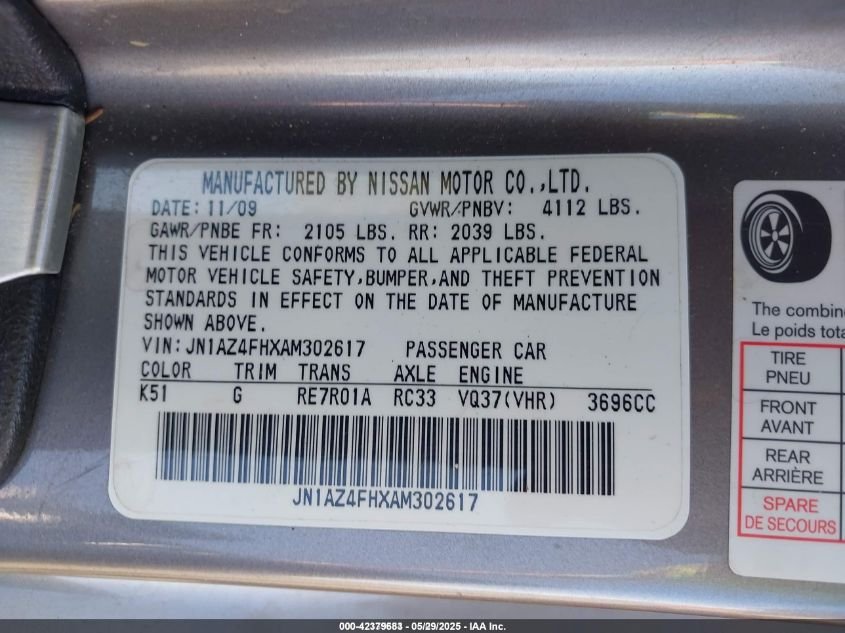 MANUFACTURED BY NISSAN MOTOR CO.,LTD.
DATE: 11/09 GVWR/PNBV: 4112 LBS.
GAWR/PNBE FR: 2105 LBS. RR: 2039 LBS.
THIS VEHICLE CONFORMS TO ALL APPLICABLE FEDERAL
MOTOR VEHICLE SAFETY,BUMPER,AND THEFT PREVENTION
STANDARDS IN EFFECT ON THE DATE OF MANUFACTURE
SHOWN ABOVE.
VIN:JN1AZ4FHXAM302617 PASSENGER CAR
COLOR TRIM TRANS AXLE ENGINE
K51 G RE7R01A RC33 VQ37(VHR) 3696CC
JN1AZ4FHXAM302617
The combine
Le poids tota
TIRE
PNEU
FRONT
AVANT
REAR
ARRIÈRE
SPARE
DE SECOURS
000-42379683 - 05/29/2025 - IAA Inc.